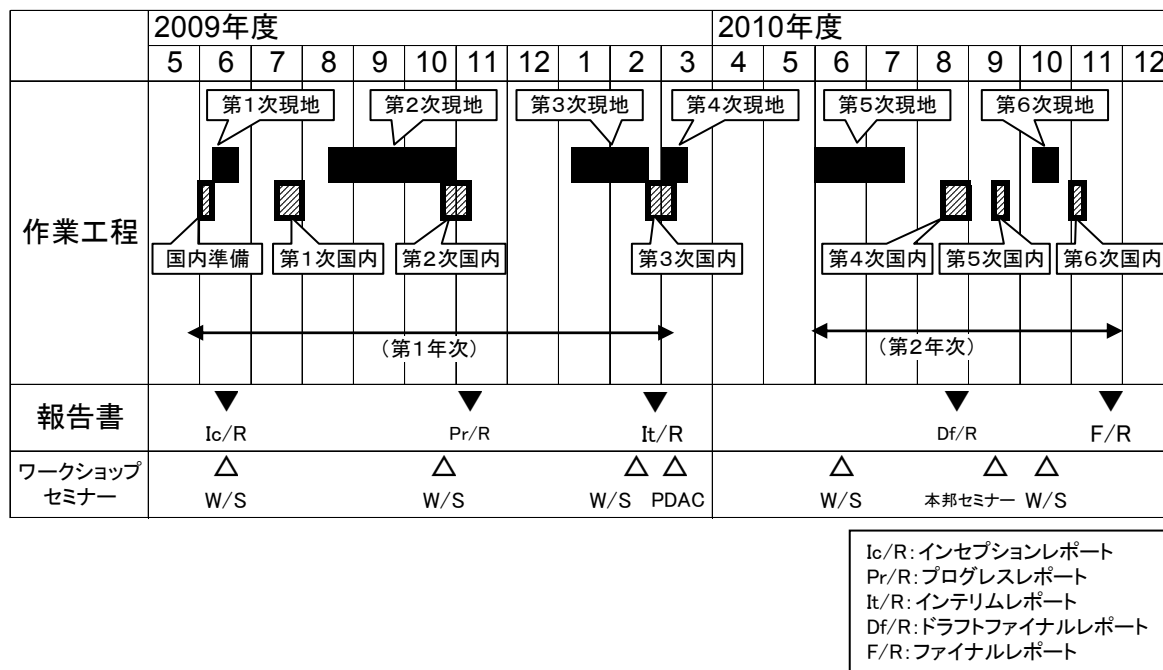 2009年度 2010年度
5 6 7 8 9 10 11 12 1 2 3 4 5 6 7 8 9 10 11 12
第1次現地 第2次現地 第3次現地 第4次現地 第5次現地 第6次現地
作業工程
国内準備 第1次国内 第2次国内 第3次国内 第4次国内 第5次国内 第6次国内
(第1年次) (第2年次)
報告書
Ic/R Pr/R It/R Df/R F/R
ワークショップ
セミナー
W/S W/S W/S PDAC W/S 本邦セミナー W/S
Ic/R:インセプションレポート
Pr/R:プログレスレポート
It/R:インテリムレポート
Df/R:ドラフトファイナルレポート
F/R:ファイナルレポート